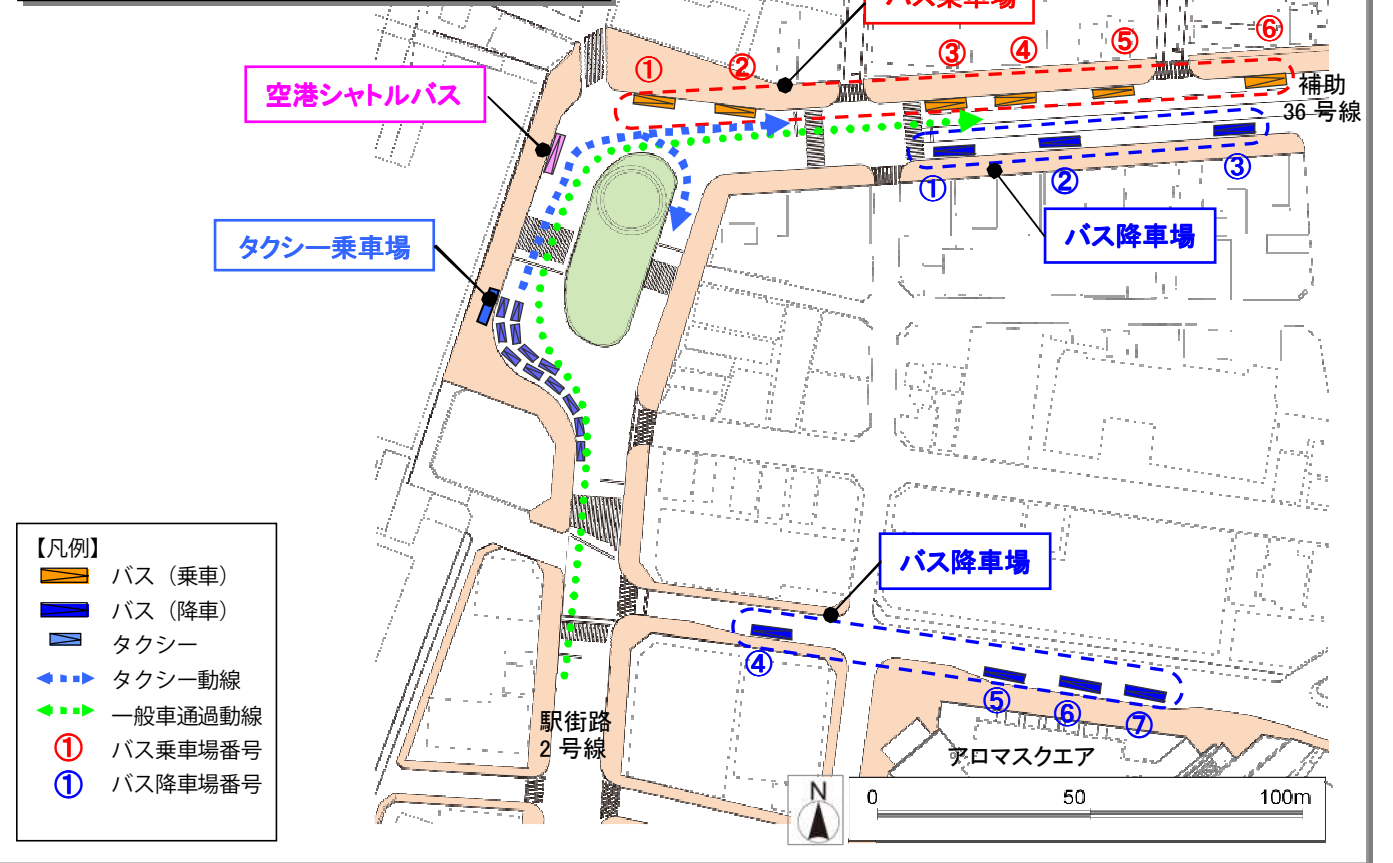 バス乗車場
① ② ③ ④ ⑤ ⑥
空港シャトルバス
補助
36 号線
① ② ③
バス降車場
タクシー乗車場
バス降車場
④ ⑤ ⑥ ⑦
【凡例】
バス（乗車）
バス（降車）
タクシー
タクシー動線
一般車通過動線
① バス乗車場番号
① バス降車場番号
駅街路
2 号線
アロマスクエア
N
0 50 100m